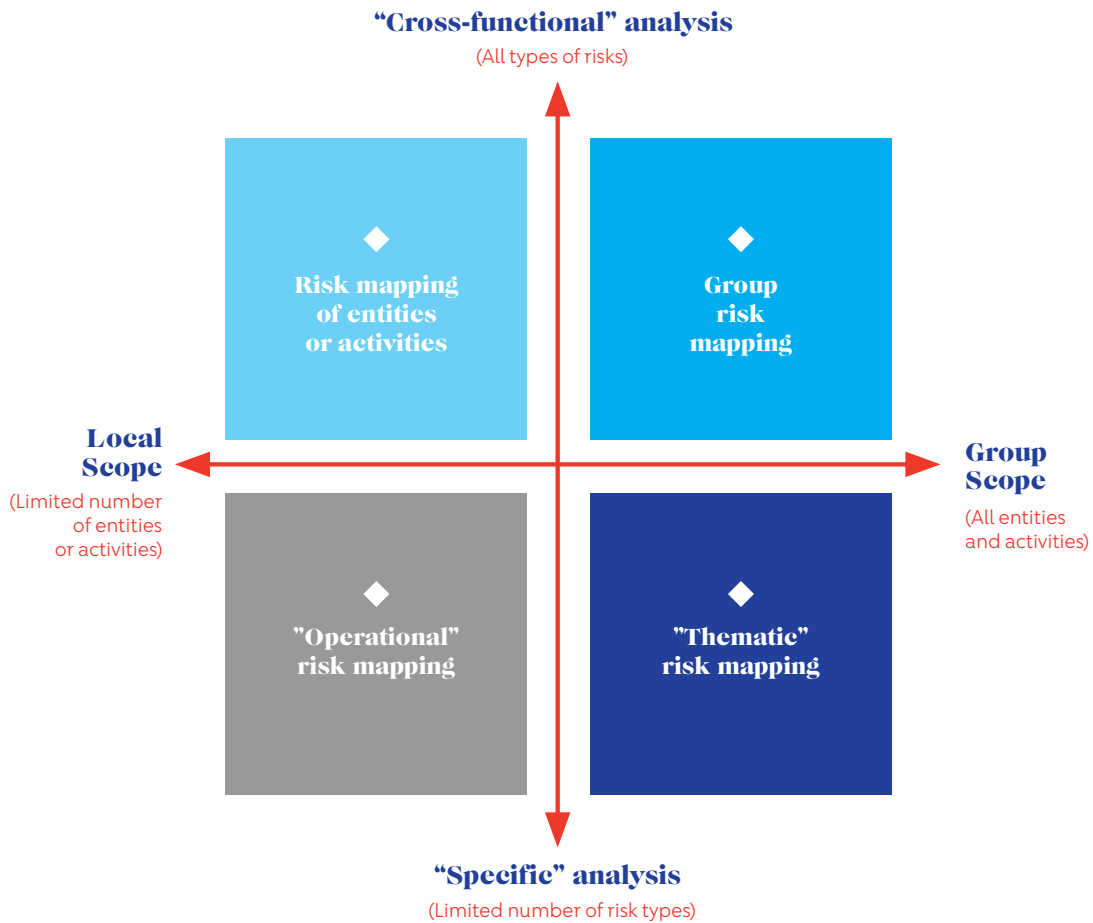 “Cross-functional” analysis
(All types of risks)
Risk mapping
of entities
or activities
Group
risk
mapping
Local
Scope
(Limited number
of entities
or activities)
Group
Scope
(All entities
and activities)
”Operational”
risk mapping
”Thematic”
risk mapping
“Specific” analysis
(Limited number of risk types)